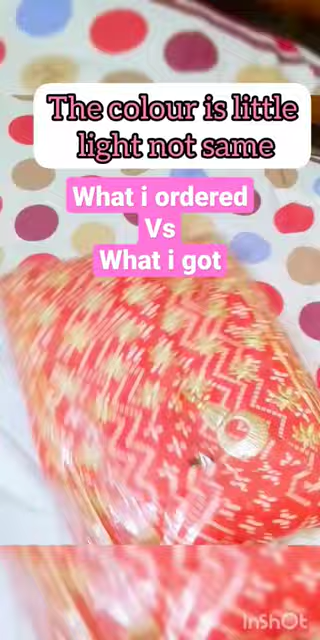 The colour is little
light not same
What i ordered
Vs
What i got
InShOt